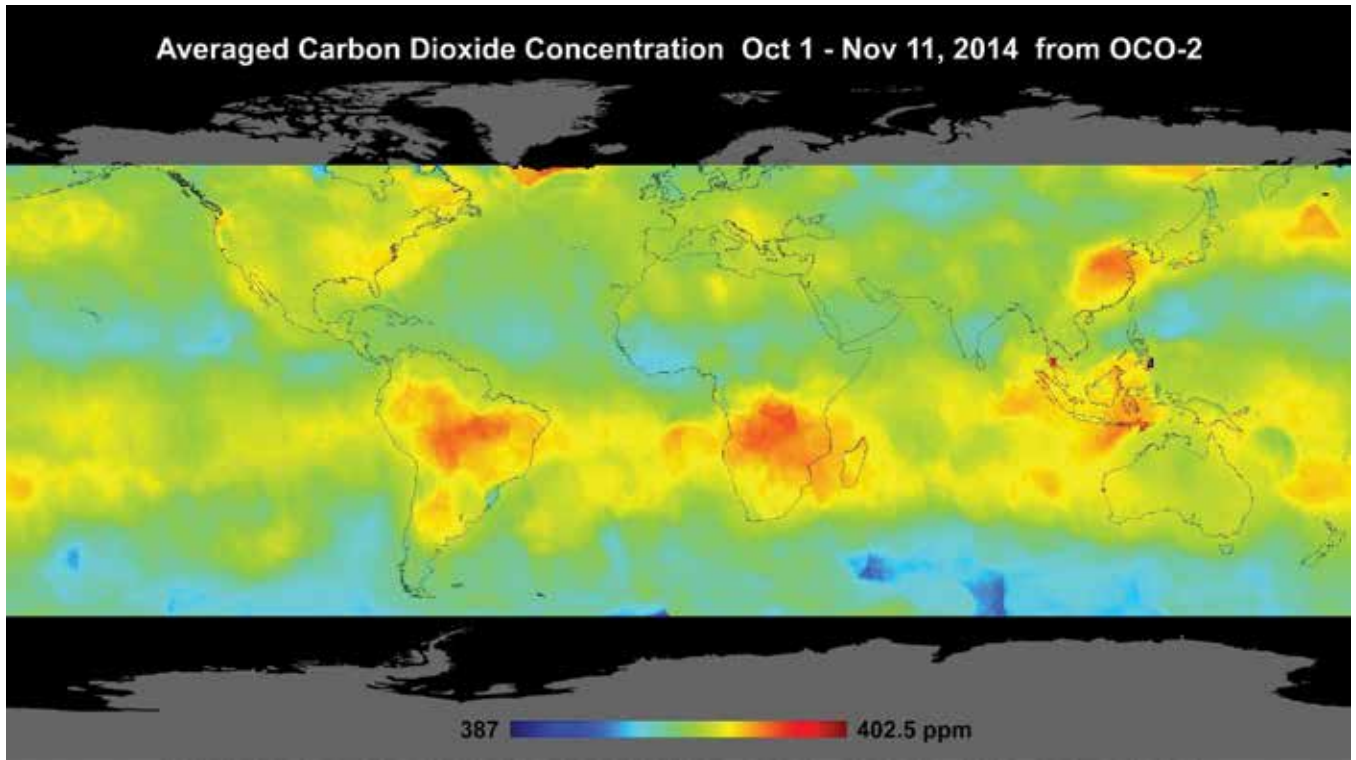 Averaged Carbon Dioxide Concentration Oct 1 - Nov 11, 2014 from OCO-2
387 402.5 ppm